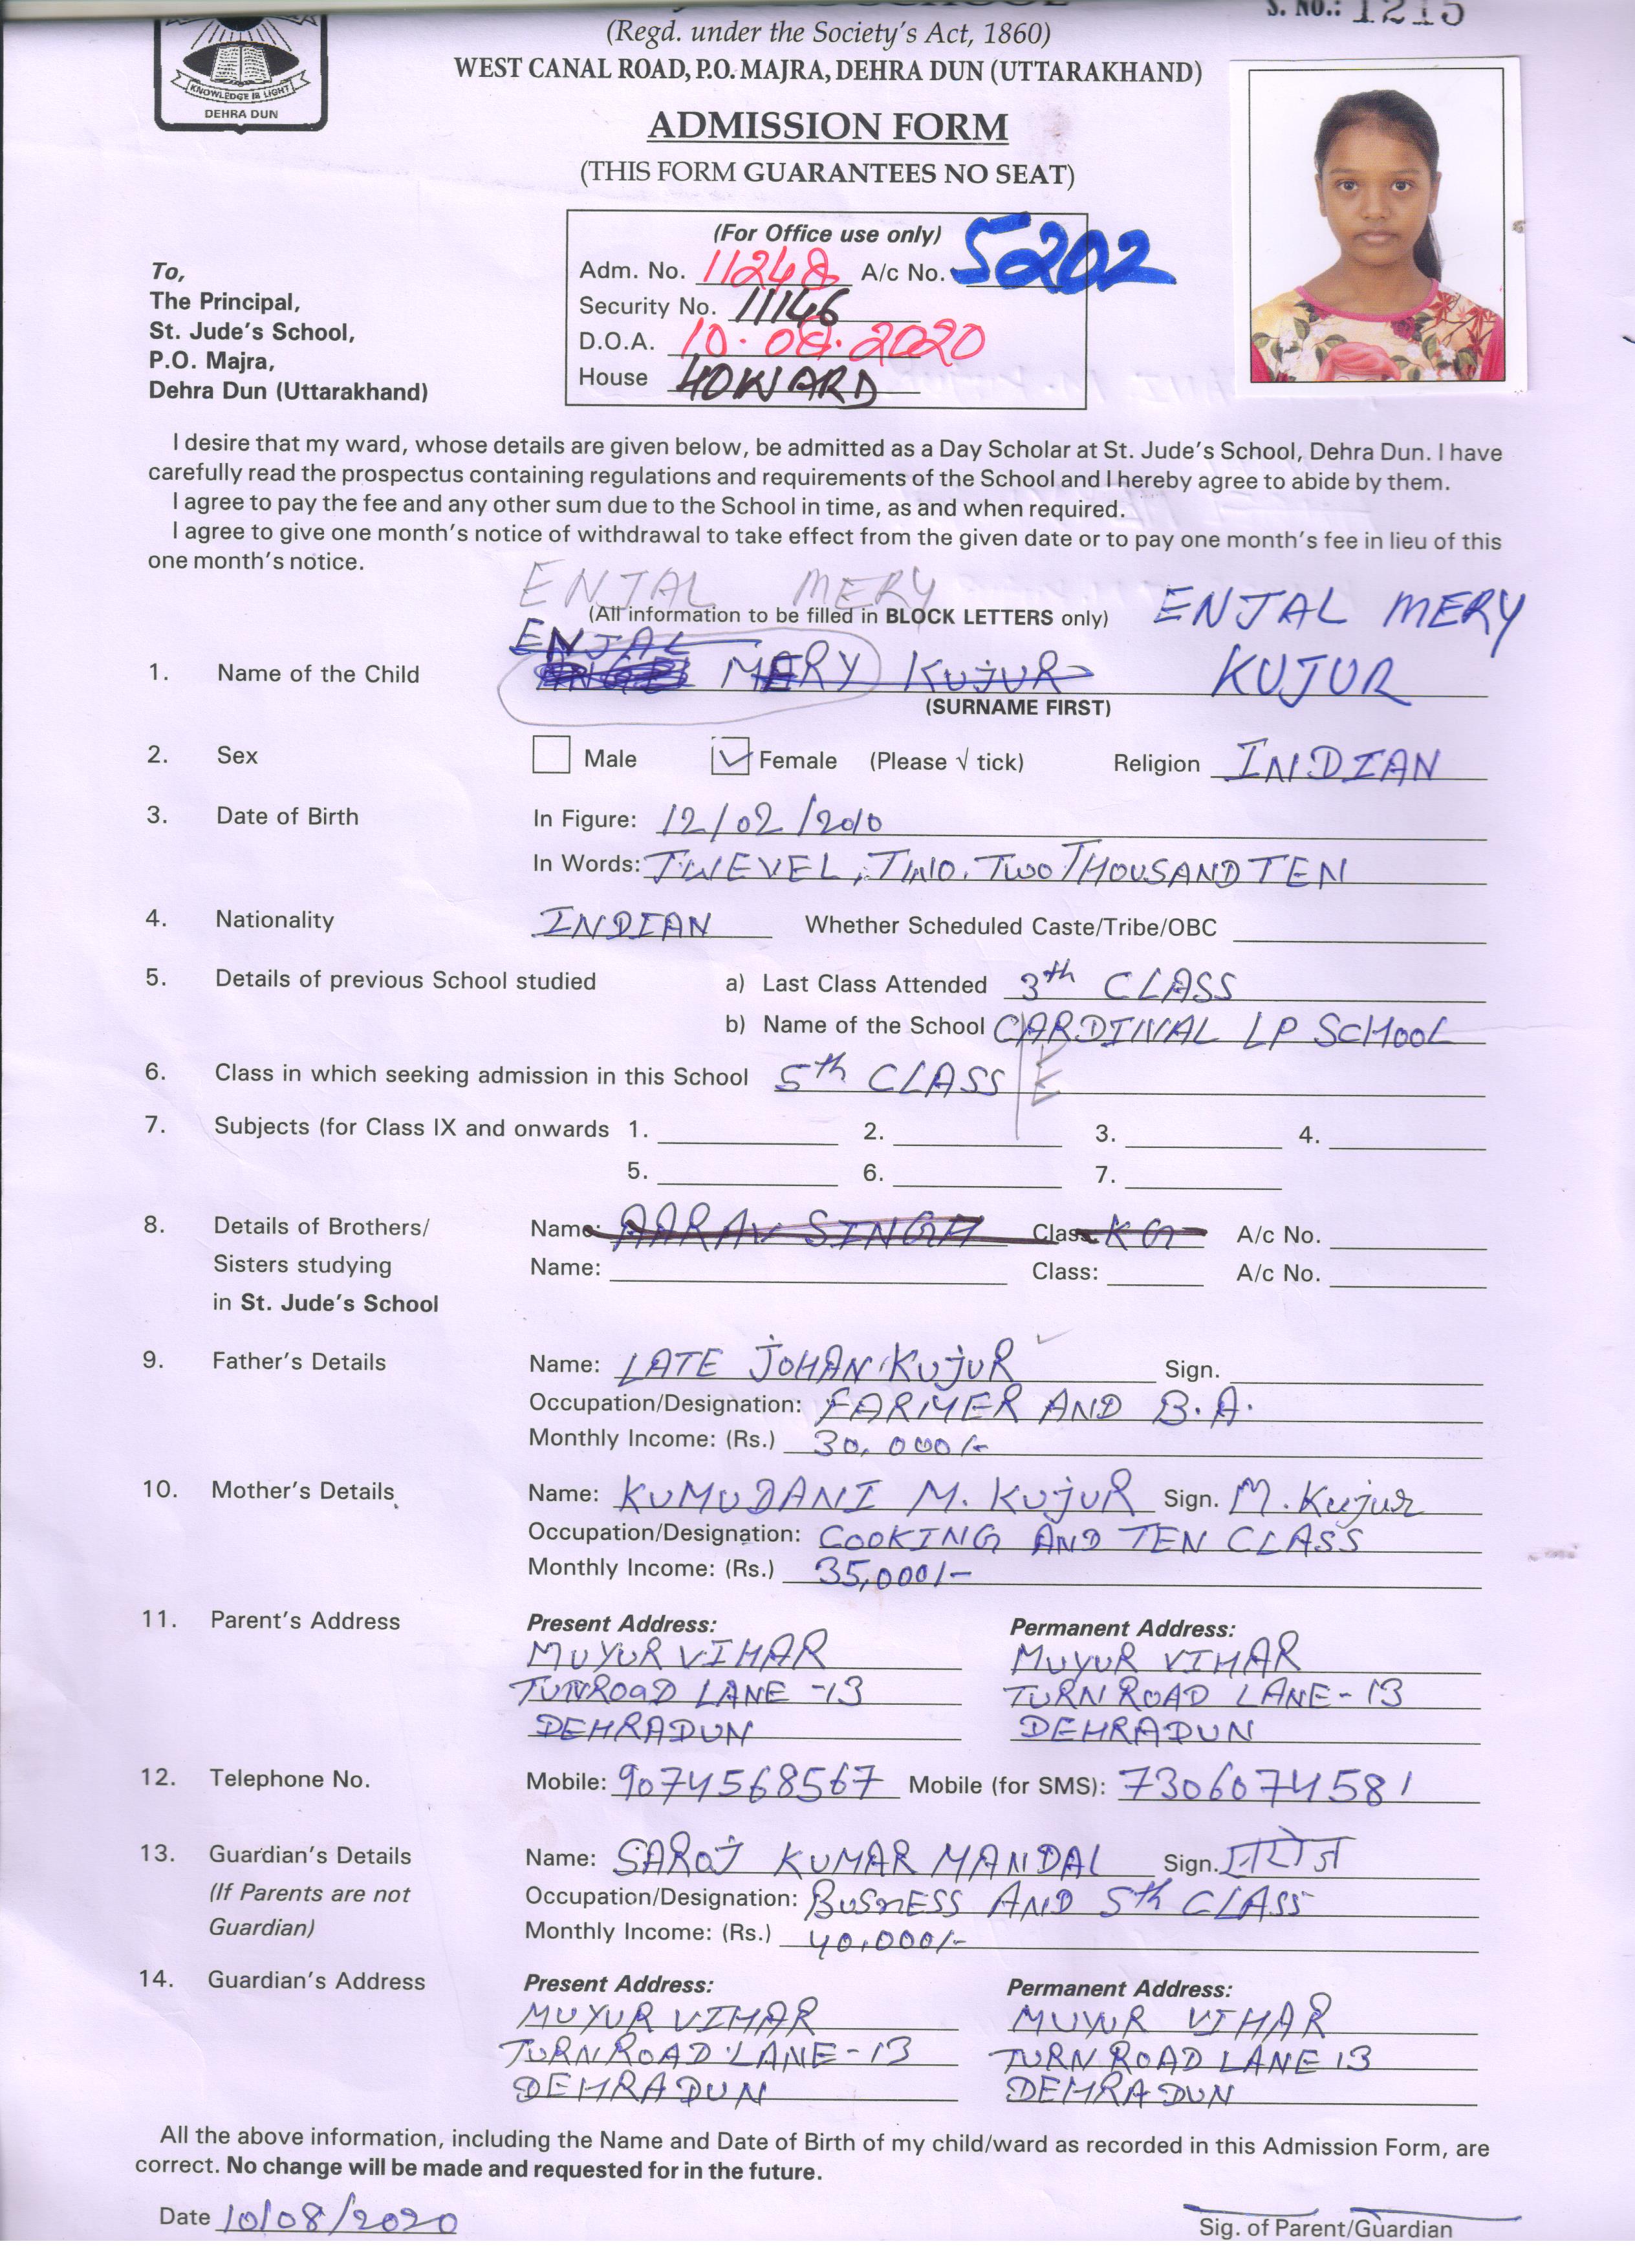 S. NO.: 1215
(Regd. under the Society's Act, 1860)
WEST CANAL ROAD, P.O. MAJRA, DEHRA DUN (UTTARAKHAND)
KNOWLEDGE IS LIGHT
DEHRA DUN
ADMISSION FORM
(THIS FORM GUARANTEES NO SEAT)
(For Office use only)
Adm. No. 11248 A/c No. 5202
Security No. 11146
D.O.A. 10.08.2020
House HOWARD
To,
The Principal,
St. Jude's School,
P.O. Majra,
Dehra Dun (Uttarakhand)
I desire that my ward, whose details are given below, be admitted as a Day Scholar at St. Jude's School, Dehra Dun. I have
carefully read the prospectus containing regulations and requirements of the School and I hereby agree to abide by them.
I agree to pay the fee and any other sum due to the School in time, as and when required.
I agree to give one month's notice of withdrawal to take effect from the given date or to pay one month's fee in lieu of this
one month's notice.
ENJAL MERY
(All information to be filled in BLOCK LETTERS only) ENJAL MERY
ENJAL
1. Name of the Child MERY KUJUR KUJUR
(SURNAME FIRST)
2. Sex Male Female (Please √ tick) Religion INDIAN
3. Date of Birth In Figure: 12/02/2010
In Words: TWEVEL, TWO. TWO THOUSAND TEN
4. Nationality INDIAN Whether Scheduled Caste/Tribe/OBC
5. Details of previous School studied a) Last Class Attended 3th CLASS
b) Name of the School CARDINAL LP SCHOOL
6. Class in which seeking admission in this School 5th CLASS E
7. Subjects (for Class IX and onwards 1. 2. 3. 4.
5. 6. 7.
8. Details of Brothers/ Name: AARAV SINGH Class: KG A/c No.
Sisters studying Name: Class: A/c No.
in St. Jude's School
9. Father's Details Name: LATE JOHAN KUJUR Sign.
Occupation/Designation: FARMER AND B.A.
Monthly Income: (Rs.) 30,000/-
10. Mother's Details Name: KUMUDANI M. KUJUR Sign. M. Kujur
Occupation/Designation: COOKING AND TEN CLASS
Monthly Income: (Rs.) 35,000/-
11. Parent's Address Present Address: Permanent Address:
MUYUR VIHAR MUYUR VIHAR
TUNROAD LANE -13 TURN ROAD LANE-13
DEHRADUN DEHRADUN
12. Telephone No. Mobile: 9074568567 Mobile (for SMS): 7306074581
13. Guardian's Details Name: SAROJ KUMAR MANDAL Sign. सरोज
(If Parents are not Occupation/Designation: BUSNESS AND 5th CLASS
Guardian) Monthly Income: (Rs.) 40,000/-
14. Guardian's Address Present Address: Permanent Address:
MUYUR VIHAR MUYUR VIHAR
TURN ROAD LANE-13 TURN ROAD LANE 13
DEHRADUN DEHRADUN
All the above information, including the Name and Date of Birth of my child/ward as recorded in this Admission Form, are
correct. No change will be made and requested for in the future.
Date 10/08/2020
Sig. of Parent/Guardian